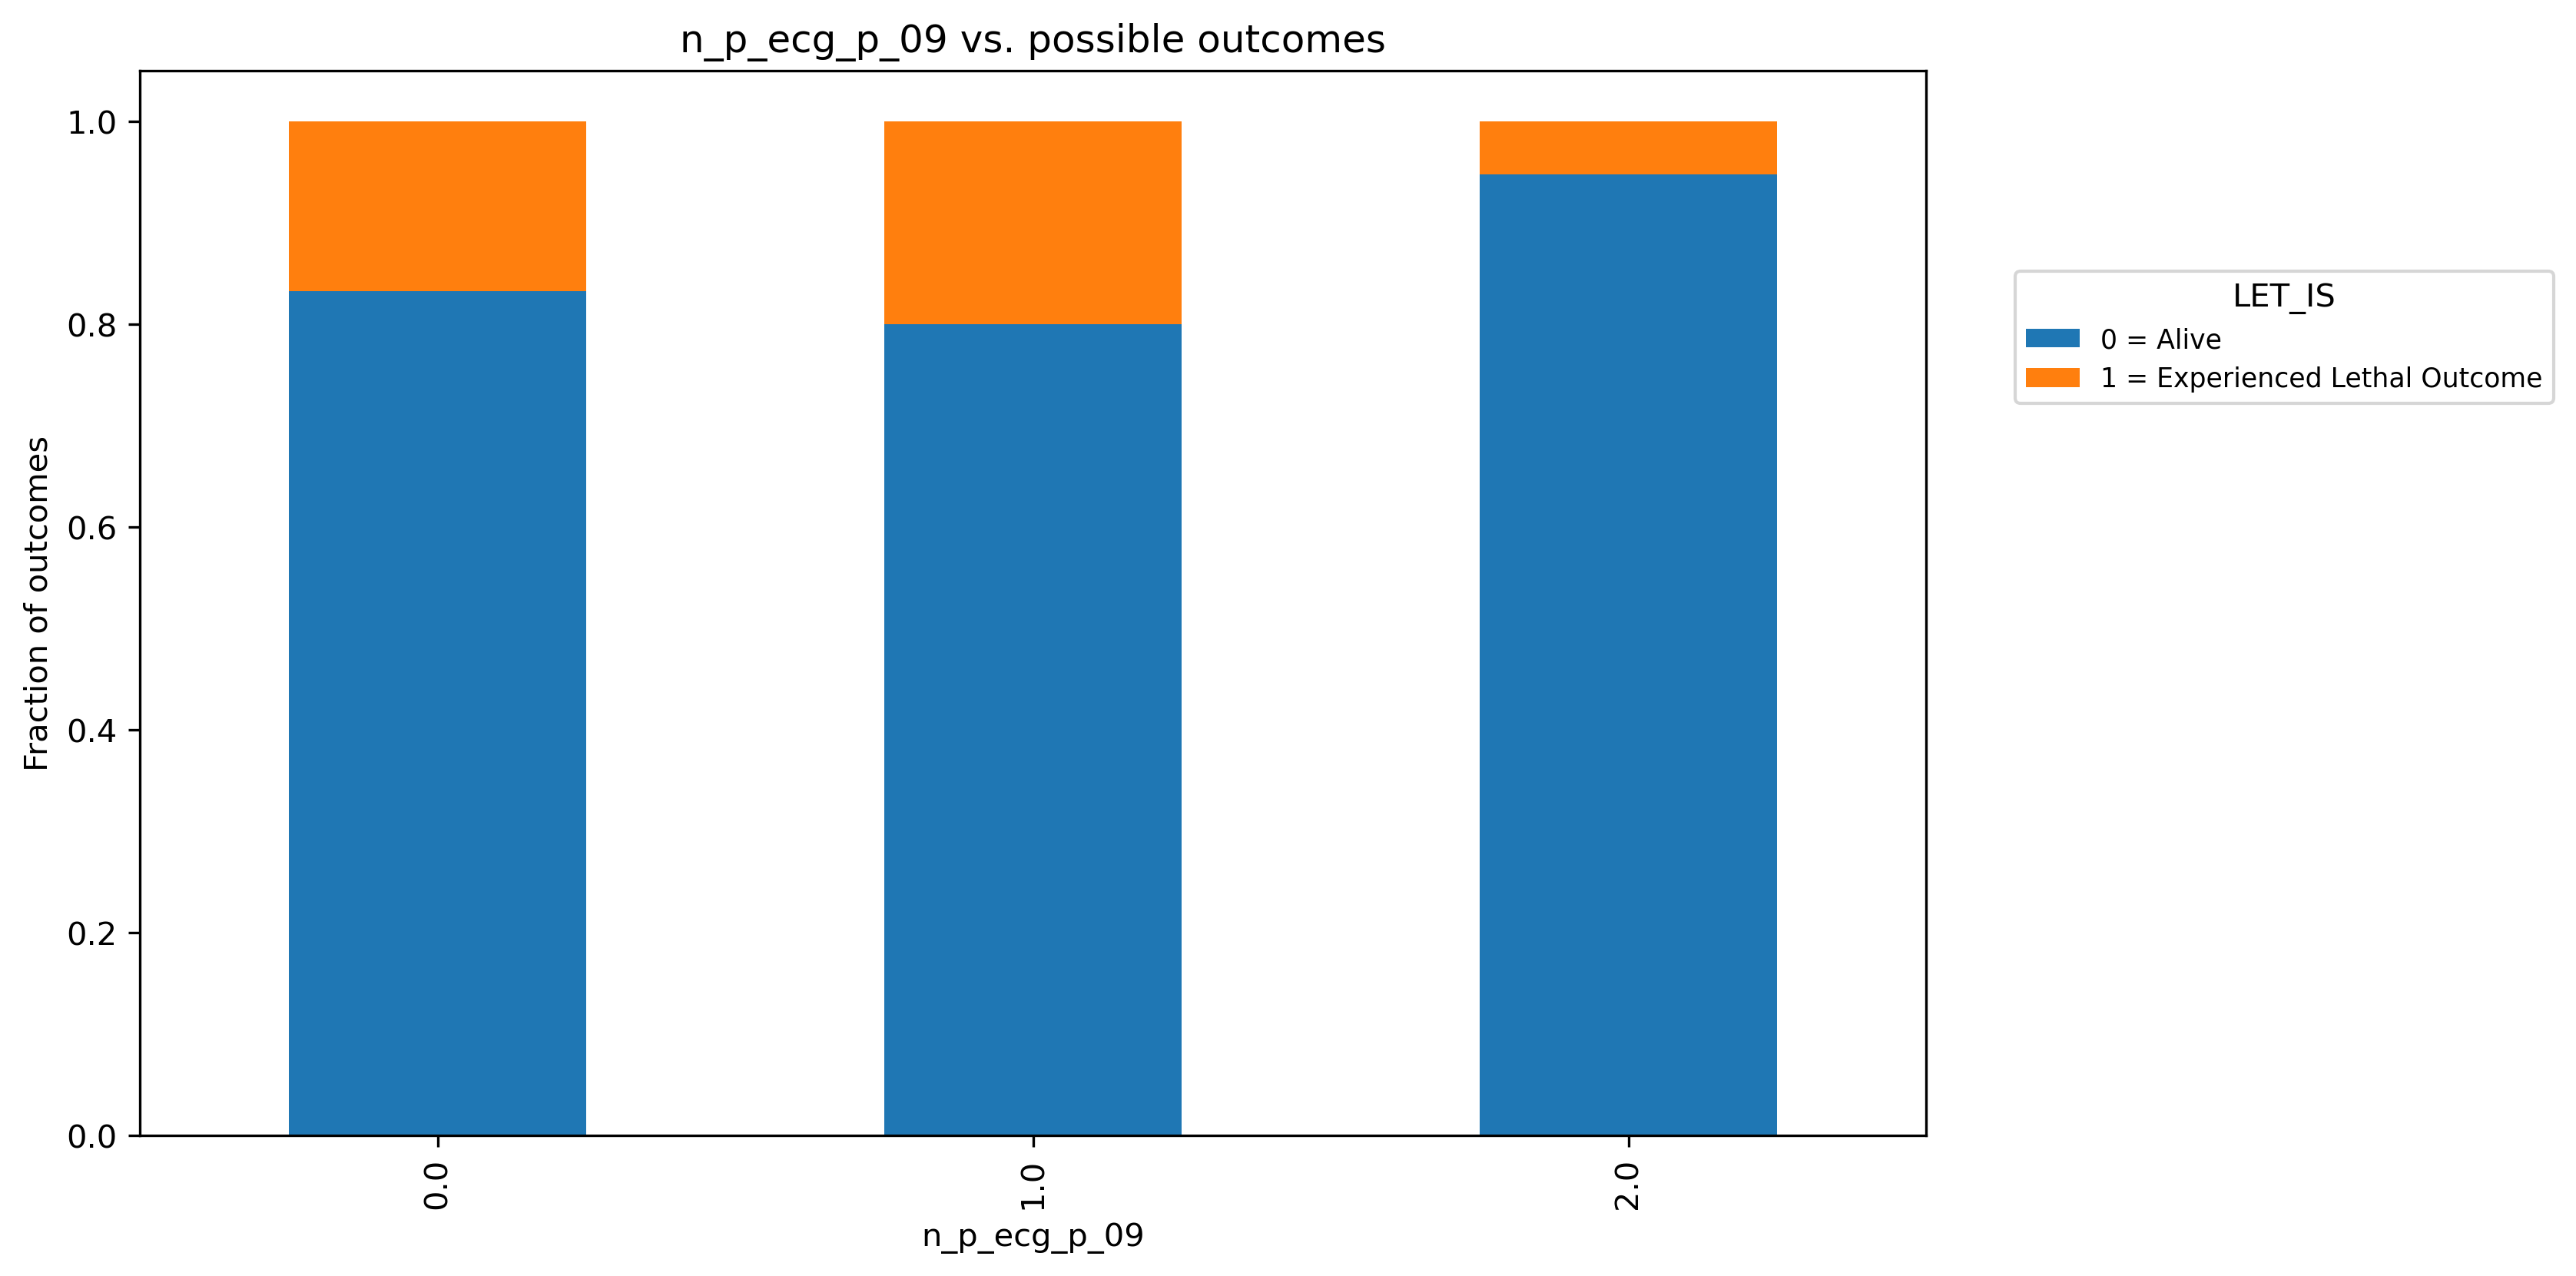 n_p_ecg_p_09 vs. possible outcomes
1.0
0.8
0.6
0.4
0.2
0.0
Fraction of outcomes
0.0
1.0
2.0
n_p_ecg_p_09
LET_IS
0 = Alive
1 = Experienced Lethal Outcome